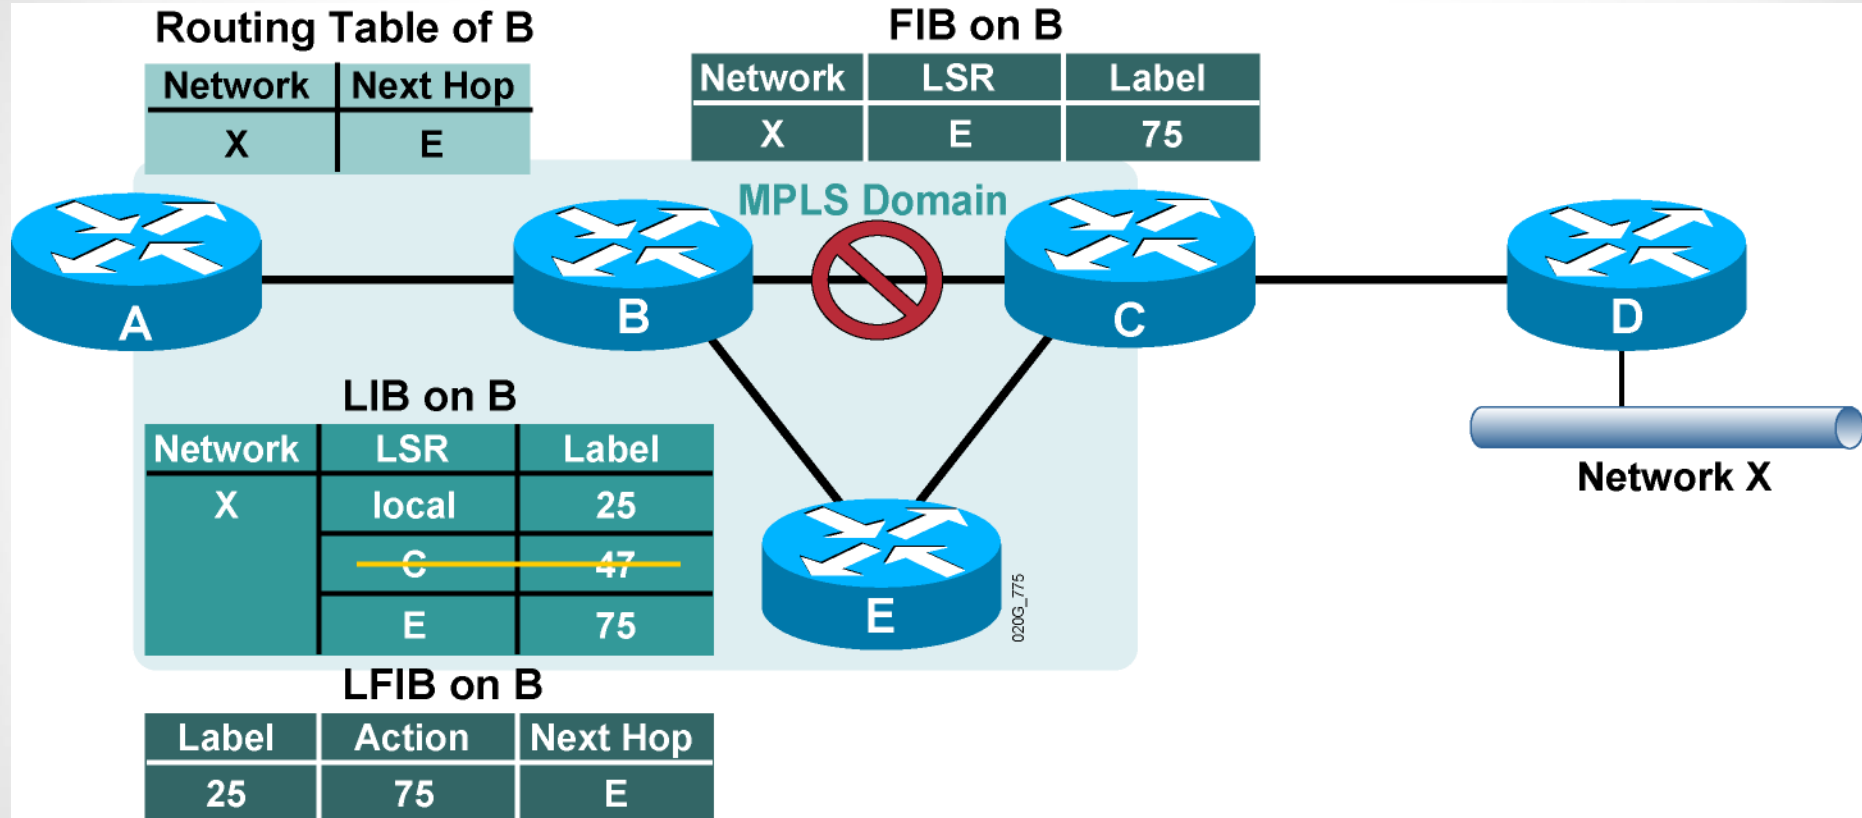 Routing Table of B
Network Next Hop
X E
FIB on B
Network LSR Label
X E 75
MPLS Domain
A
B
C
D
Network X
LIB on B
Network LSR Label
X local 25
C 47
E 75
E
020G_775
LFIB on B
Label Action Next Hop
25 75 E